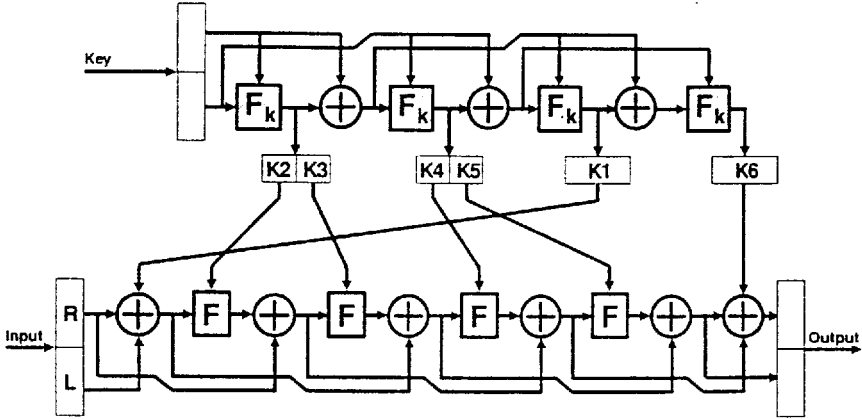 Key
Fk Fk Fk Fk
K2 K3 K4 K5 K1 K6
R F F F F
Input Output
L